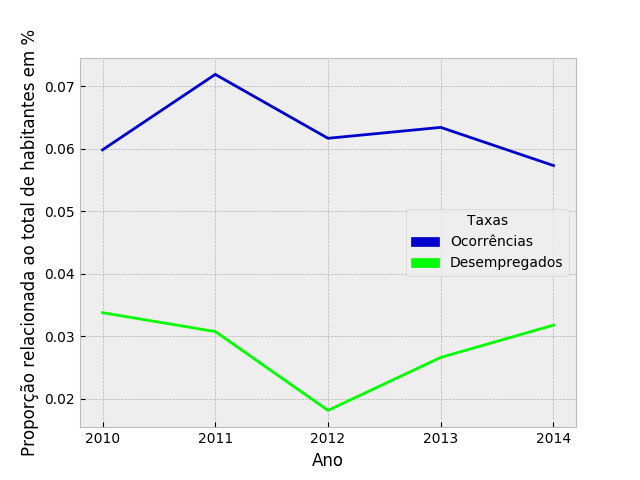 Proporção relacionada ao total de habitantes em %
0.07
0.06
0.05
0.04
0.03
0.02
Taxas
Ocorrências
Desempregados
2010 2011 2012 2013 2014
Ano